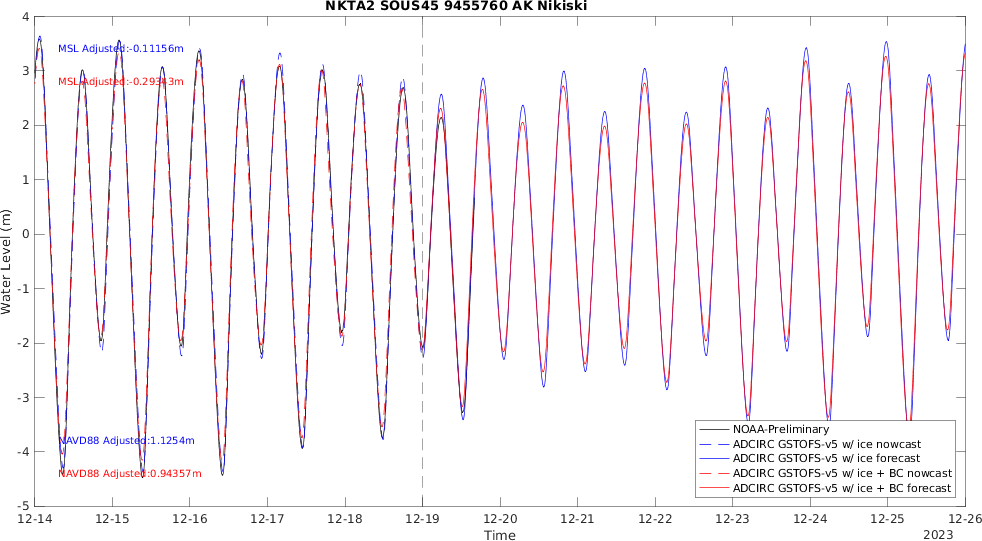 NKTA2 SOUS45 9455760 AK Nikiski
4
3
2
1
0
-1
-2
-3
-4
-5
Water Level (m)
MSL Adjusted:-0.11156m
MSL Adjusted:-0.29343m
NAVD88 Adjusted:1.1254m
NAVD88 Adjusted:0.94357m
NOAA-Preliminary
ADCIRC GSTOFS-v5 w/ ice nowcast
ADCIRC GSTOFS-v5 w/ ice forecast
ADCIRC GSTOFS-v5 w/ ice + BC nowcast
ADCIRC GSTOFS-v5 w/ ice + BC forecast
12-14 12-15 12-16 12-17 12-18 12-19 12-20 12-21 12-22 12-23 12-24 12-25 12-26
Time
2023